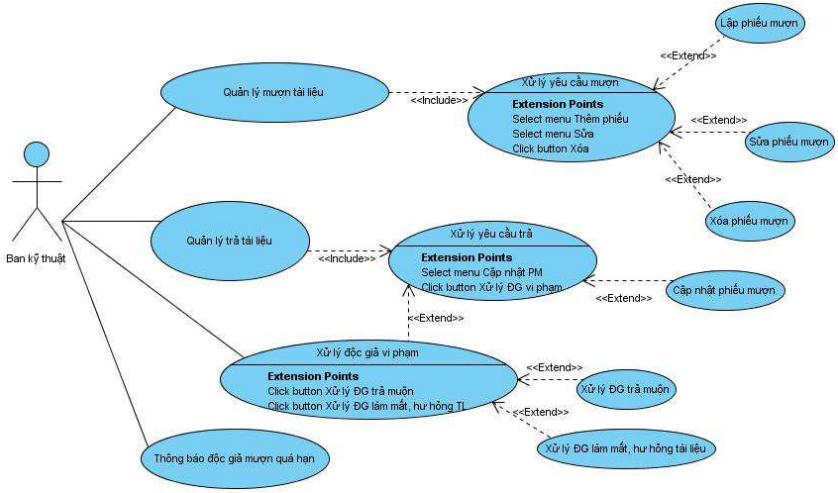 Lập phiếu mượn
<<Extend>>
Xử lý yêu cầu mượn
Quản lý mượn tài liệu
<<Include>>
Extension Points
Select menu Thêm phiếu
Select menu Sửa
Click button Xóa
<<Extend>>
Sửa phiếu mượn
<<Extend>>
Xóa phiếu mượn
Ban kỹ thuật
Quản lý trả tài liệu
<<Include>>
Xử lý yêu cầu trả
Extension Points
Select menu Cập nhật PM
Click button Xử lý ĐG vi phạm
<<Extend>>
Cập nhật phiếu mượn
<<Extend>>
Xử lý độc giả vi phạm
Extension Points
Click button Xử lý ĐG trả muộn
Click button Xử lý ĐG làm mất, hư hỏng TL
<<Extend>>
Xử lý ĐG trả muộn
<<Extend>>
Xử lý ĐG làm mất, hư hỏng tài liệu
Thông báo độc giả mượn quá hạn